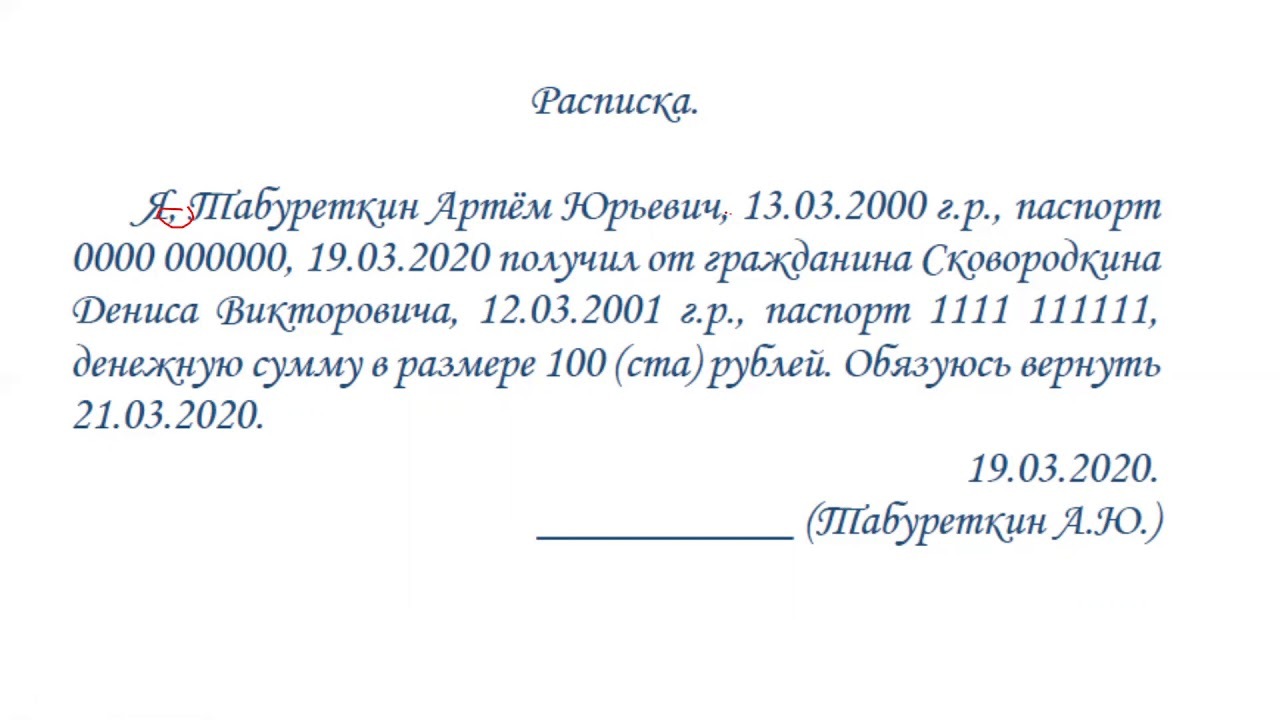 Расписка.
Я, Табуреткин Артём Юрьевич, 13.03.2000 г.р., паспорт
0000 000000, 19.03.2020 получил от гражданина Сковородкина
Дениса Викторовича, 12.03.2001 г.р., паспорт 1111 111111,
денежную сумму в размере 100 (ста) рублей. Обязуюсь вернуть
21.03.2020.
19.03.2020.
____________ (Табуреткин А.Ю.)